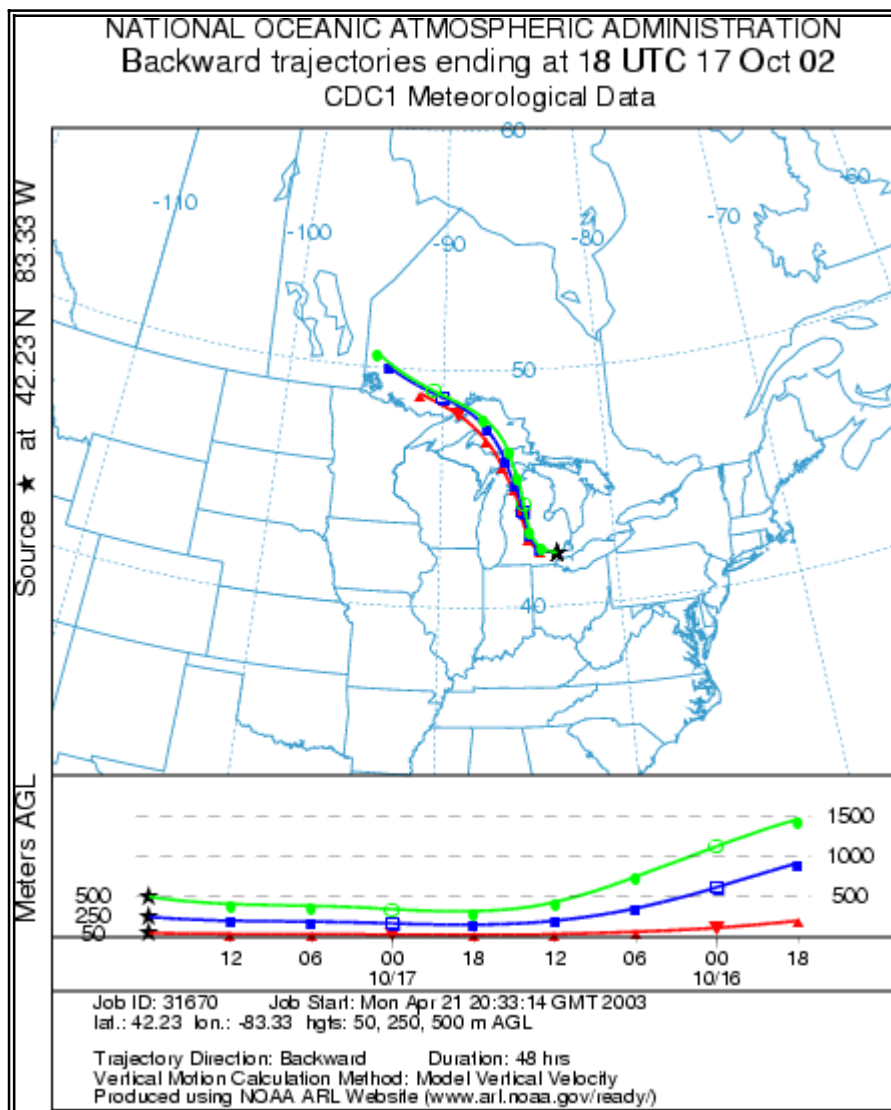 NATIONAL OCEANIC ATMOSPHERIC ADMINISTRATION
Backward trajectories ending at 18 UTC 17 Oct 02
CDC1 Meteorological Data
Source ★ at 42.23 N 83.33 W
60
-60
-110
-70
-100
-90
-80
50
40
Meters AGL
1500
1000
500
500
250
50
12 06 00 18 12 06 00 18
10/17 10/16
Job ID: 31670 Job Start: Mon Apr 21 20:33:14 GMT 2003
lat.: 42.23 lon.: -83.33 hgts: 50, 250, 500 m AGL
Trajectory Direction: Backward Duration: 48 hrs
Vertical Motion Calculation Method: Model Vertical Velocity
Produced using NOAA ARL Website (www.arl.noaa.gov/ready/)